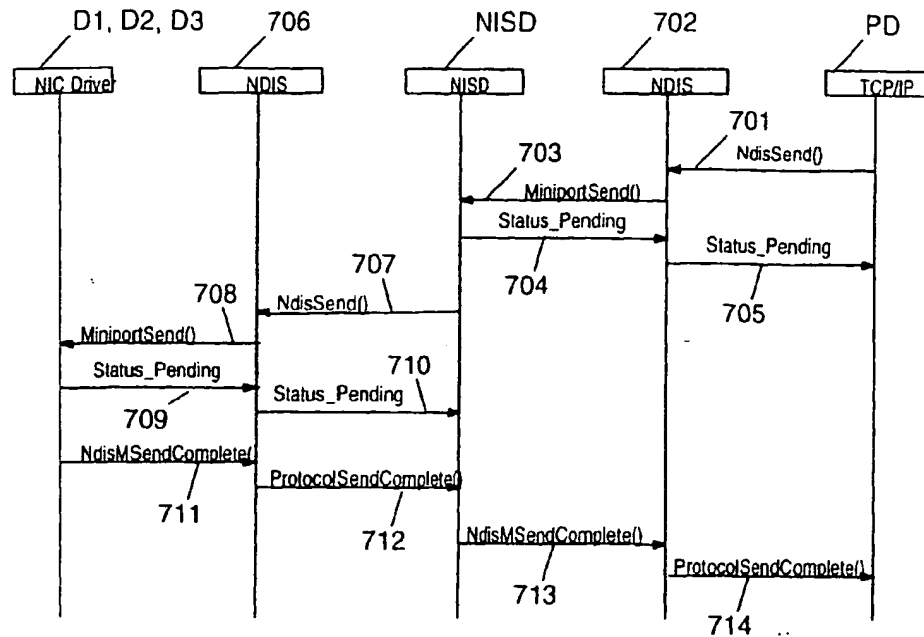 D1, D2, D3 706 NISD 702 PD
NIC Driver NDIS NISD NDIS TCP/IP
701
NdisSend()
703
MiniportSend()
Status_Pending
704
Status_Pending
705
707
NdisSend()
708
MiniportSend()
Status_Pending
709
710
Status_Pending
NdisMSendComplete(
711
ProtocolSendComplete()
712
NdisMSendComplete()
713
ProtocolSendComplete()
714